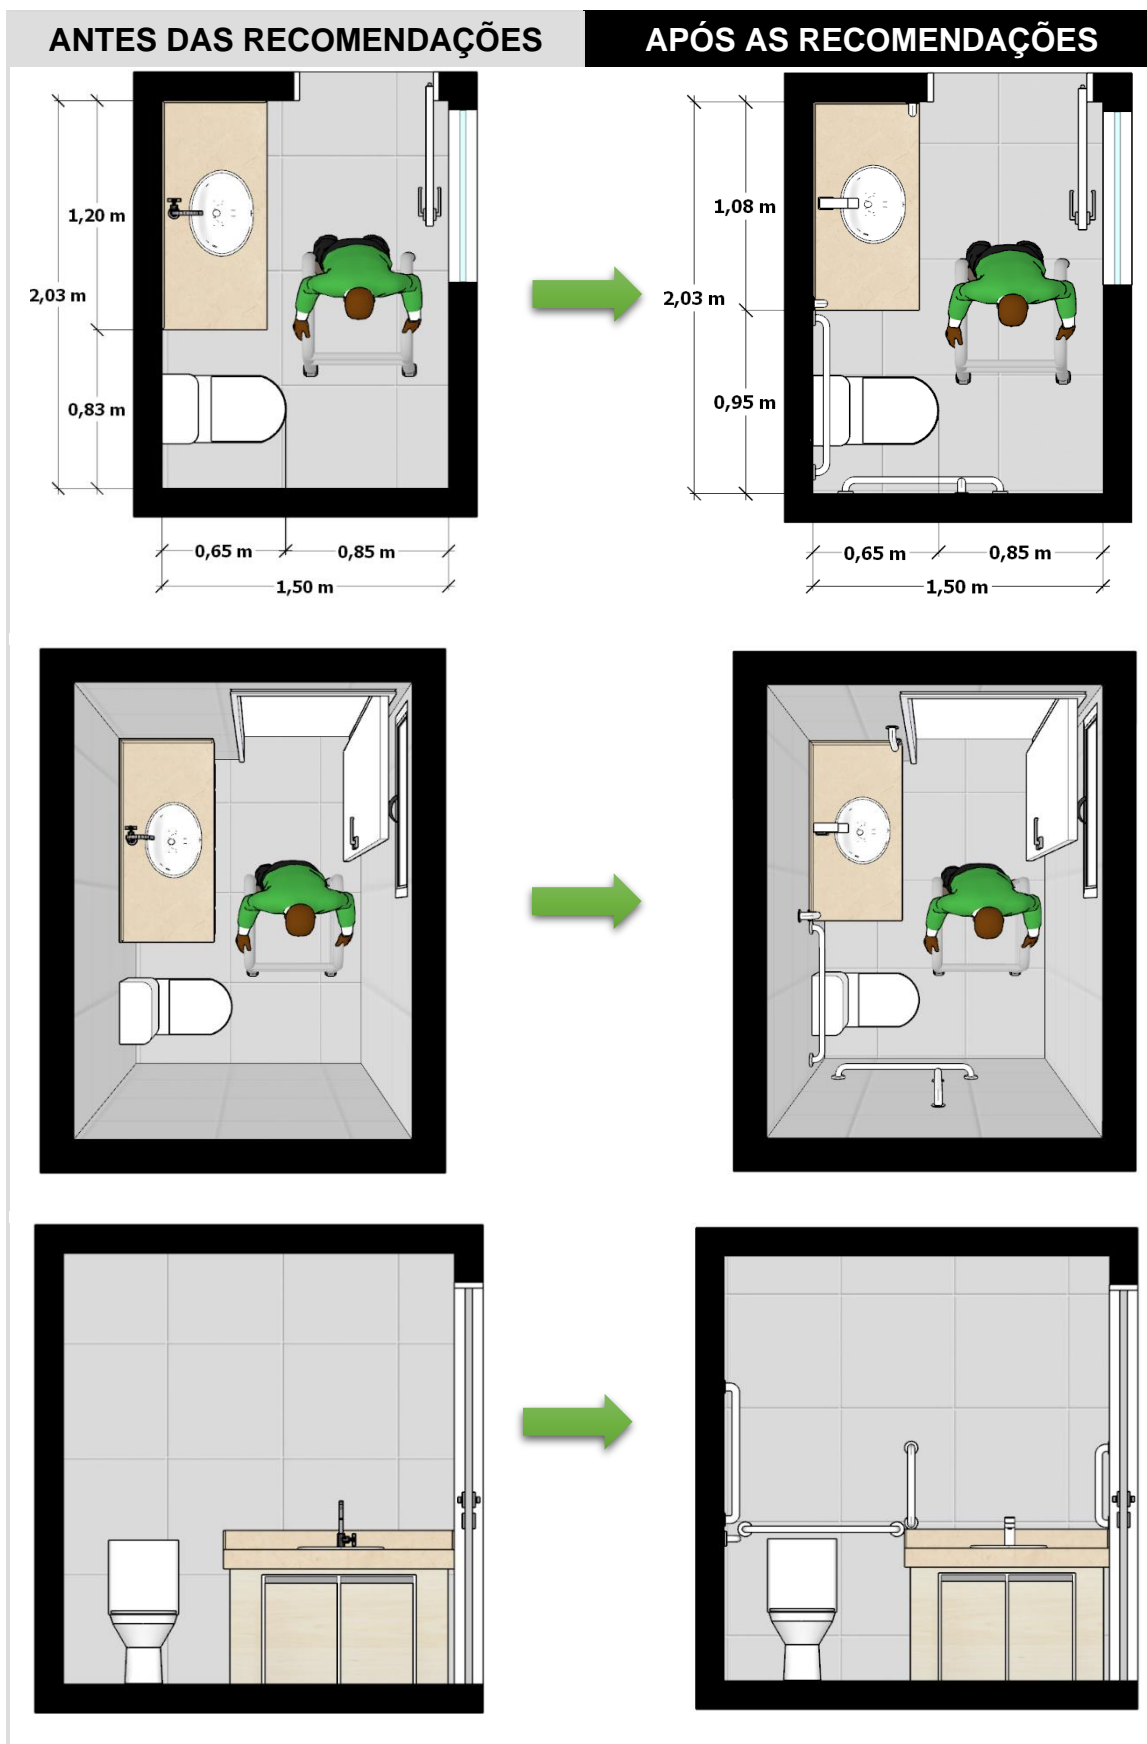 ANTES DAS RECOMENDAÇÕES
APÓS AS RECOMENDAÇÕES
1,20 m
2,03 m
0,83 m
0,65 m
0,85 m
1,50 m
1,08 m
2,03 m
0,95 m
0,65 m
0,85 m
1,50 m